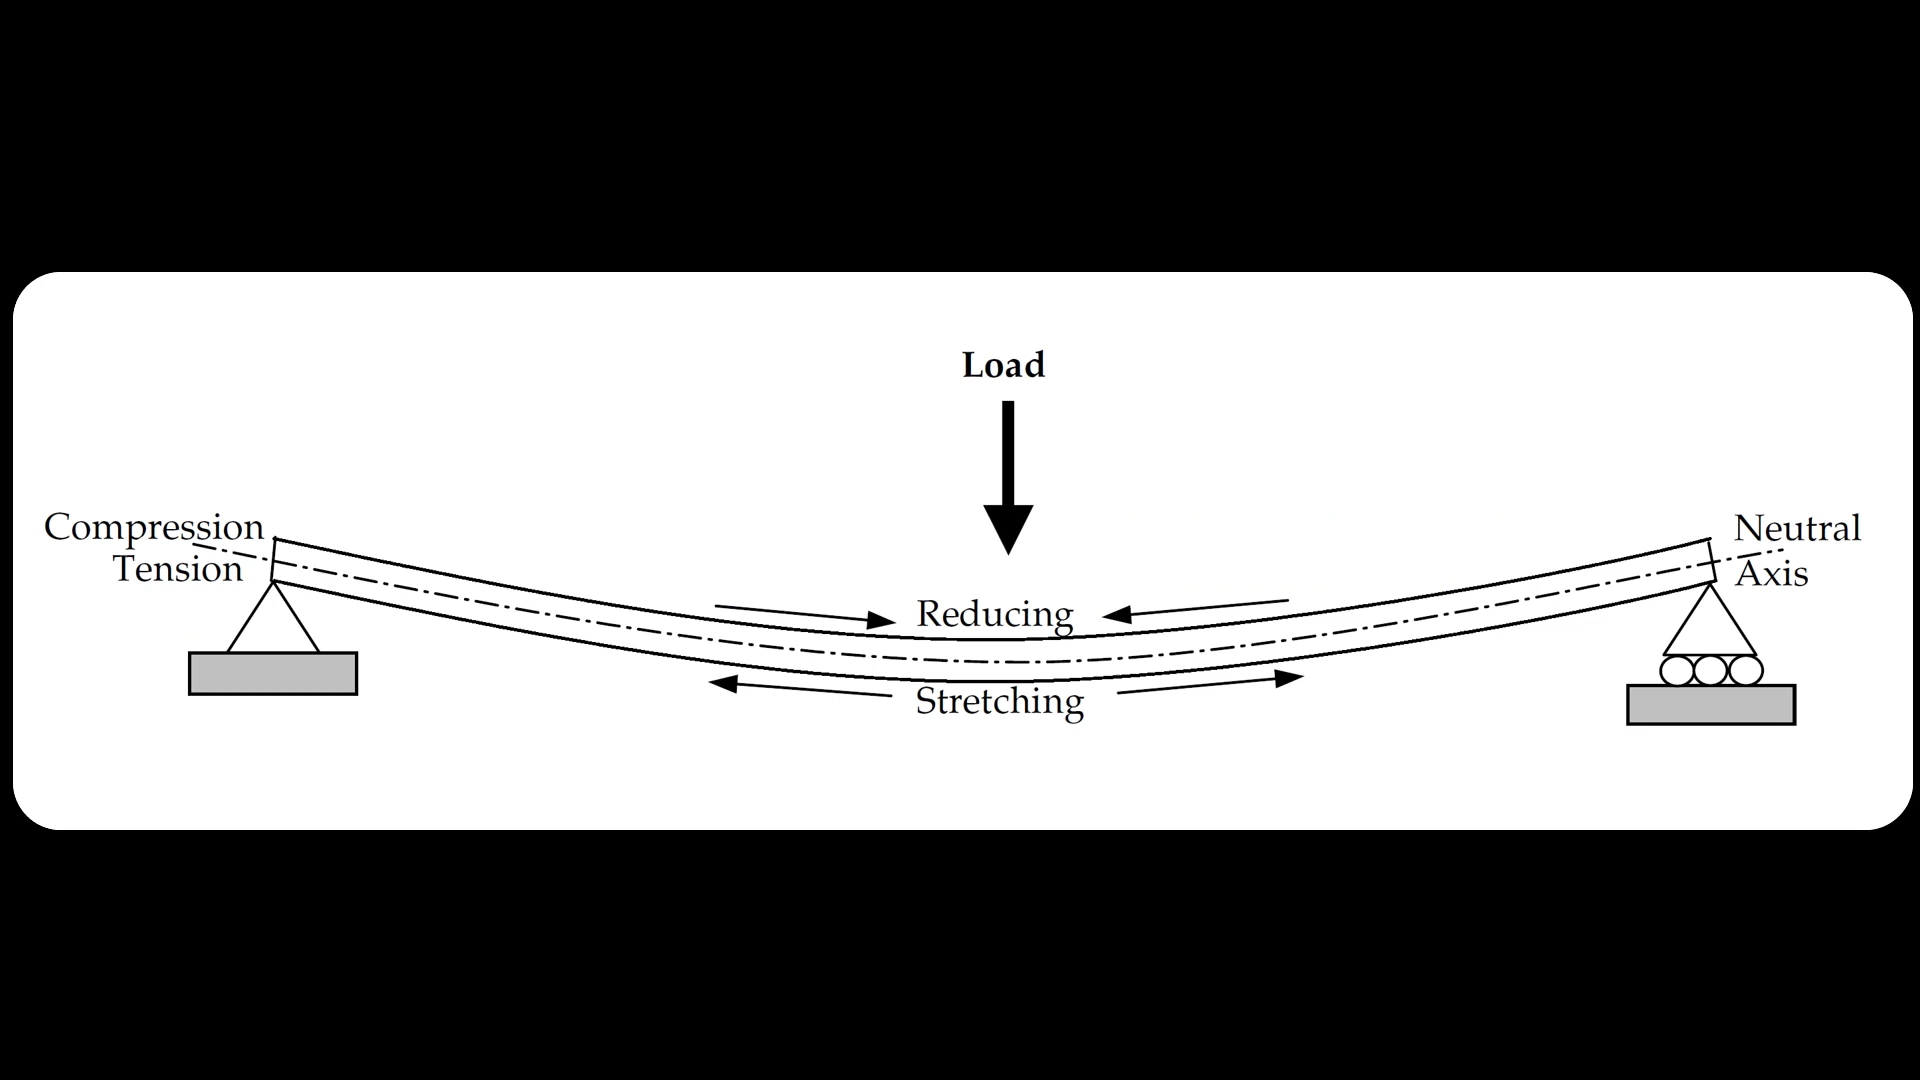 Load
Compression
Tension
Neutral
Axis
Reducing
Stretching